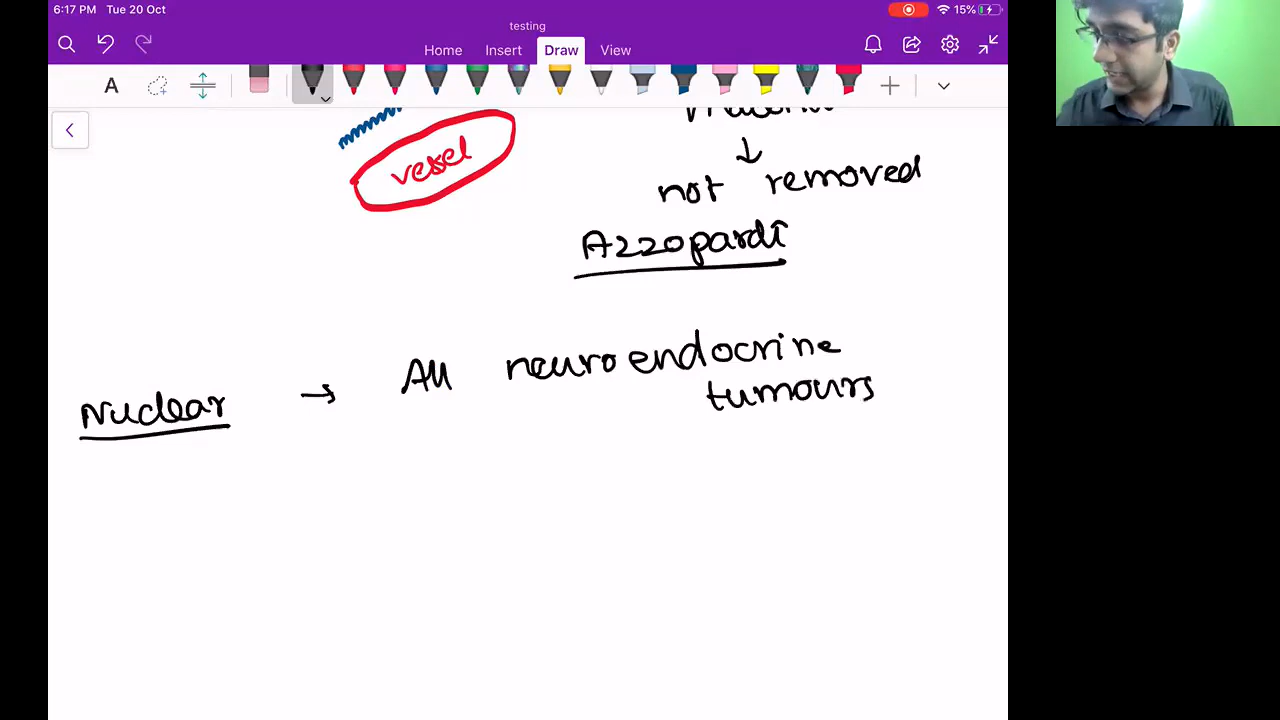 6:17 PM Tue 20 Oct
15%
testing
Home Insert Draw View
A
vessel
not removed
Azzopardi
Nuclear → All neuroendocrine
tumours